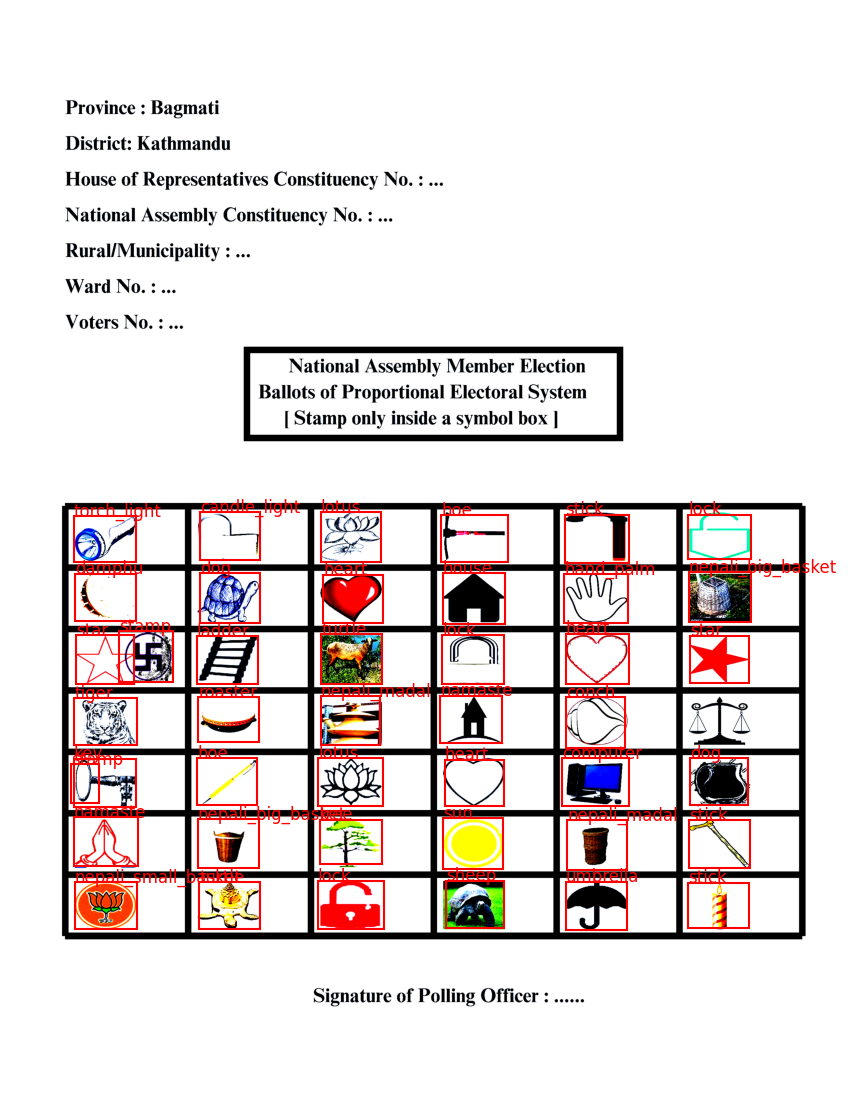 Province : Bagmati
District: Kathmandu
House of Representatives Constituency No. : ...
National Assembly Constituency No. : ...
Rural/Municipality : ...
Ward No. : ...
Voters No. : ...
National Assembly Member Election
Ballots of Proportional Electoral System
[ Stamp only inside a symbol box ]
torch_light candle_light lotus hoe stick lock
damphu dog heart house hand_palm nepali_big_basket
star stamp ladder turtle lock heart star
tiger master nepali_madal namaste conch
key stamp hoe lotus heart computer dog
namaste nepali_big_basket sun nepali_madal stick
nepali_small_basket turtle lock sheep umbrella stick
Signature of Polling Officer : ......